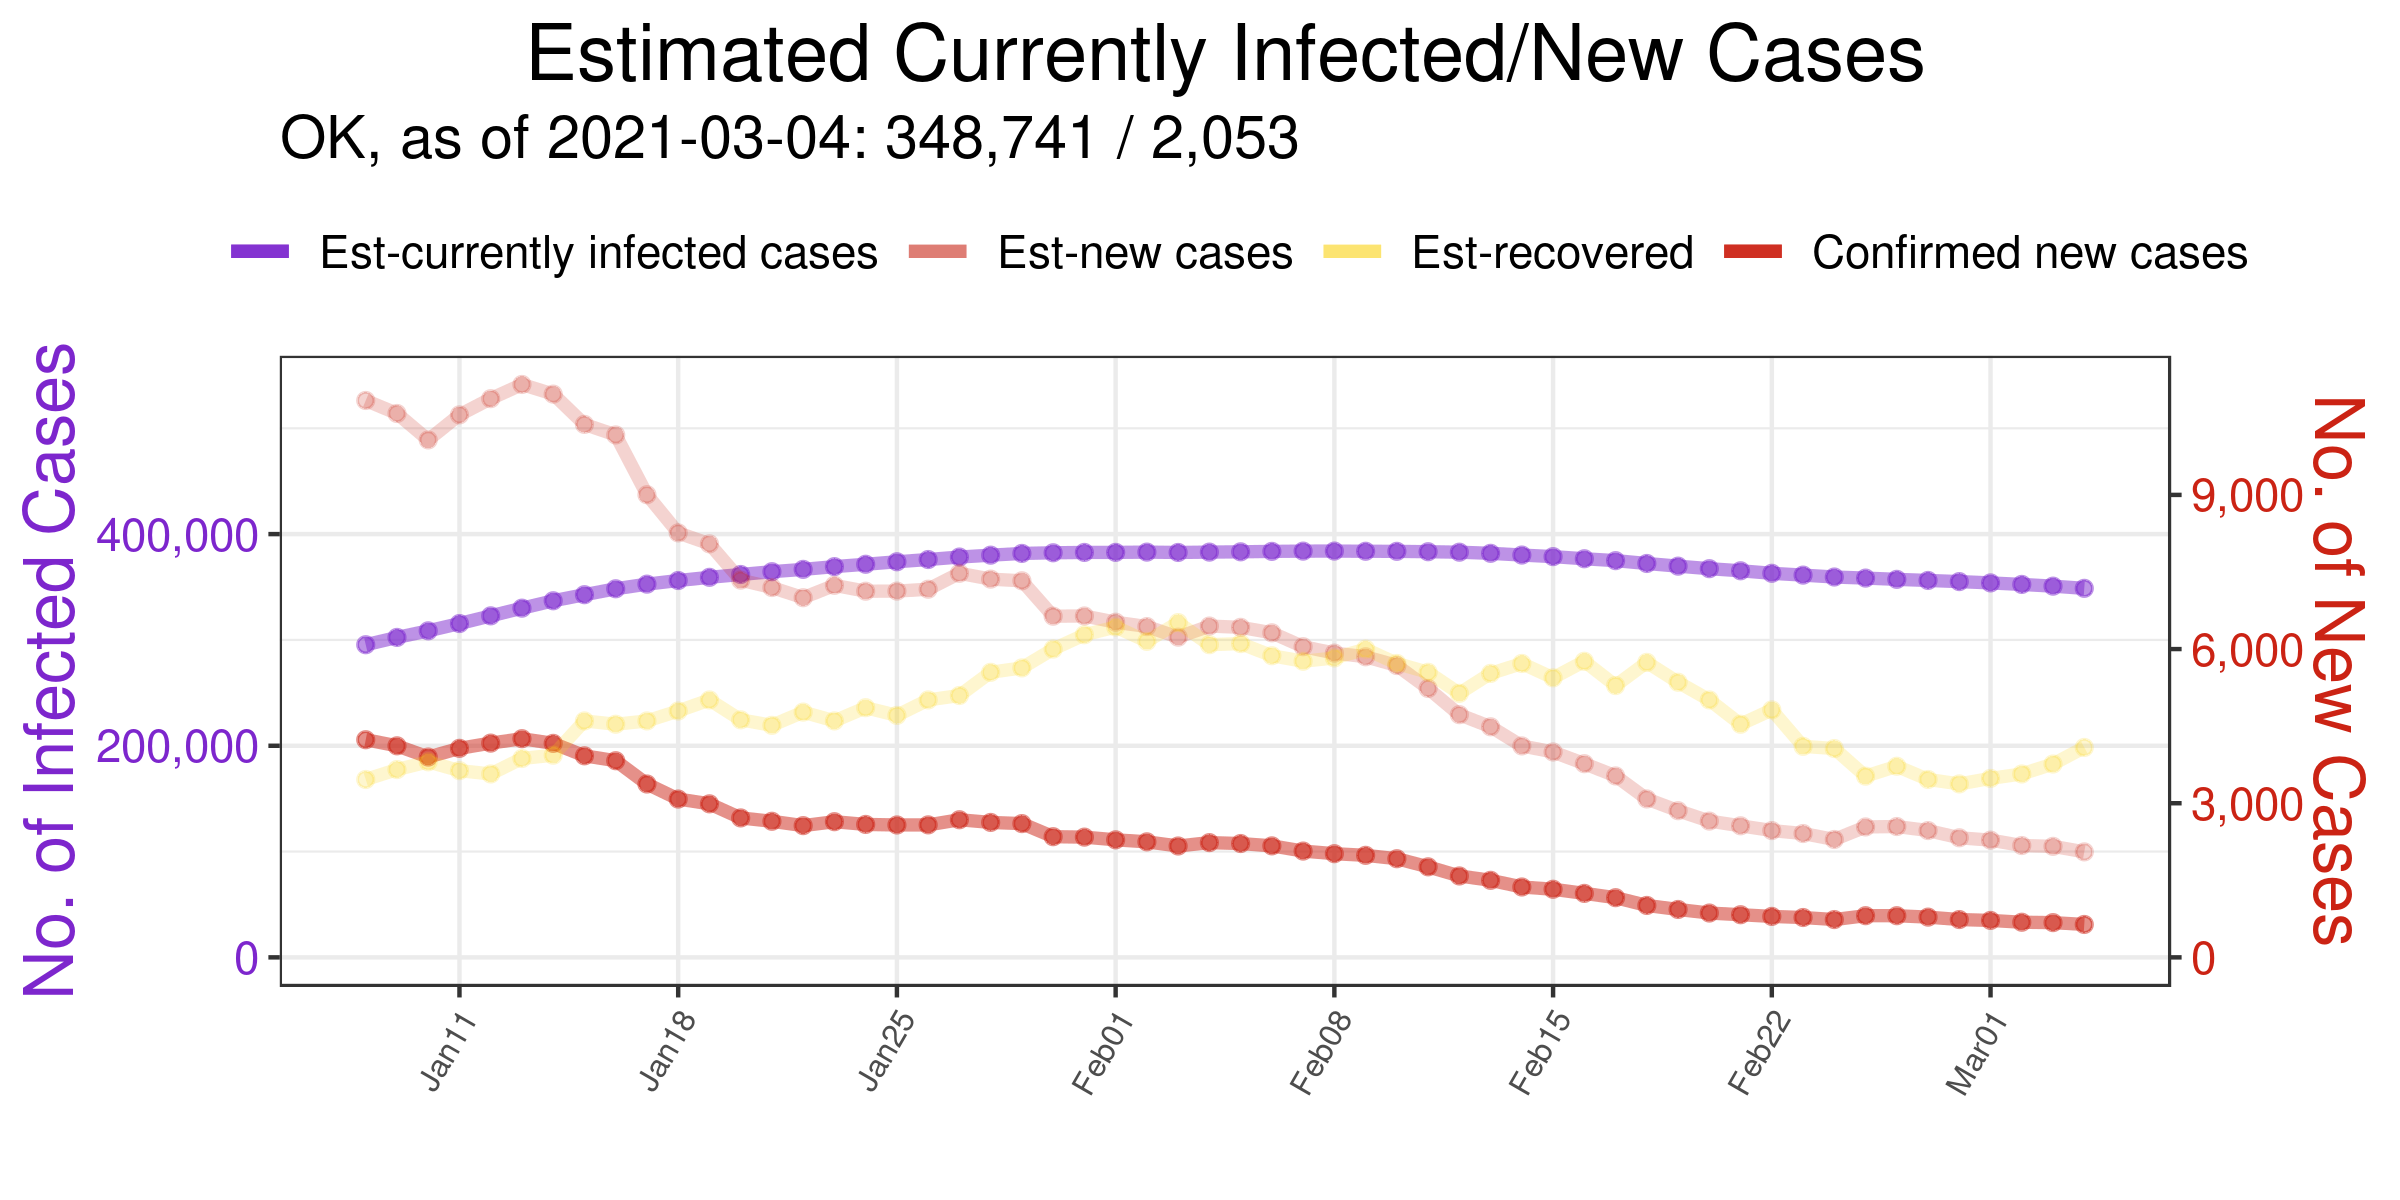 Estimated Currently Infected/New Cases
OK, as of 2021-03-04: 348,741 / 2,053
Est-currently infected cases Est-new cases Est-recovered Confirmed new cases
No. of Infected Cases
400,000
200,000
0
9,000
6,000
3,000
0
No. of New Cases
Jan11 Jan18 Jan25 Feb01 Feb08 Feb15 Feb22 Mar01